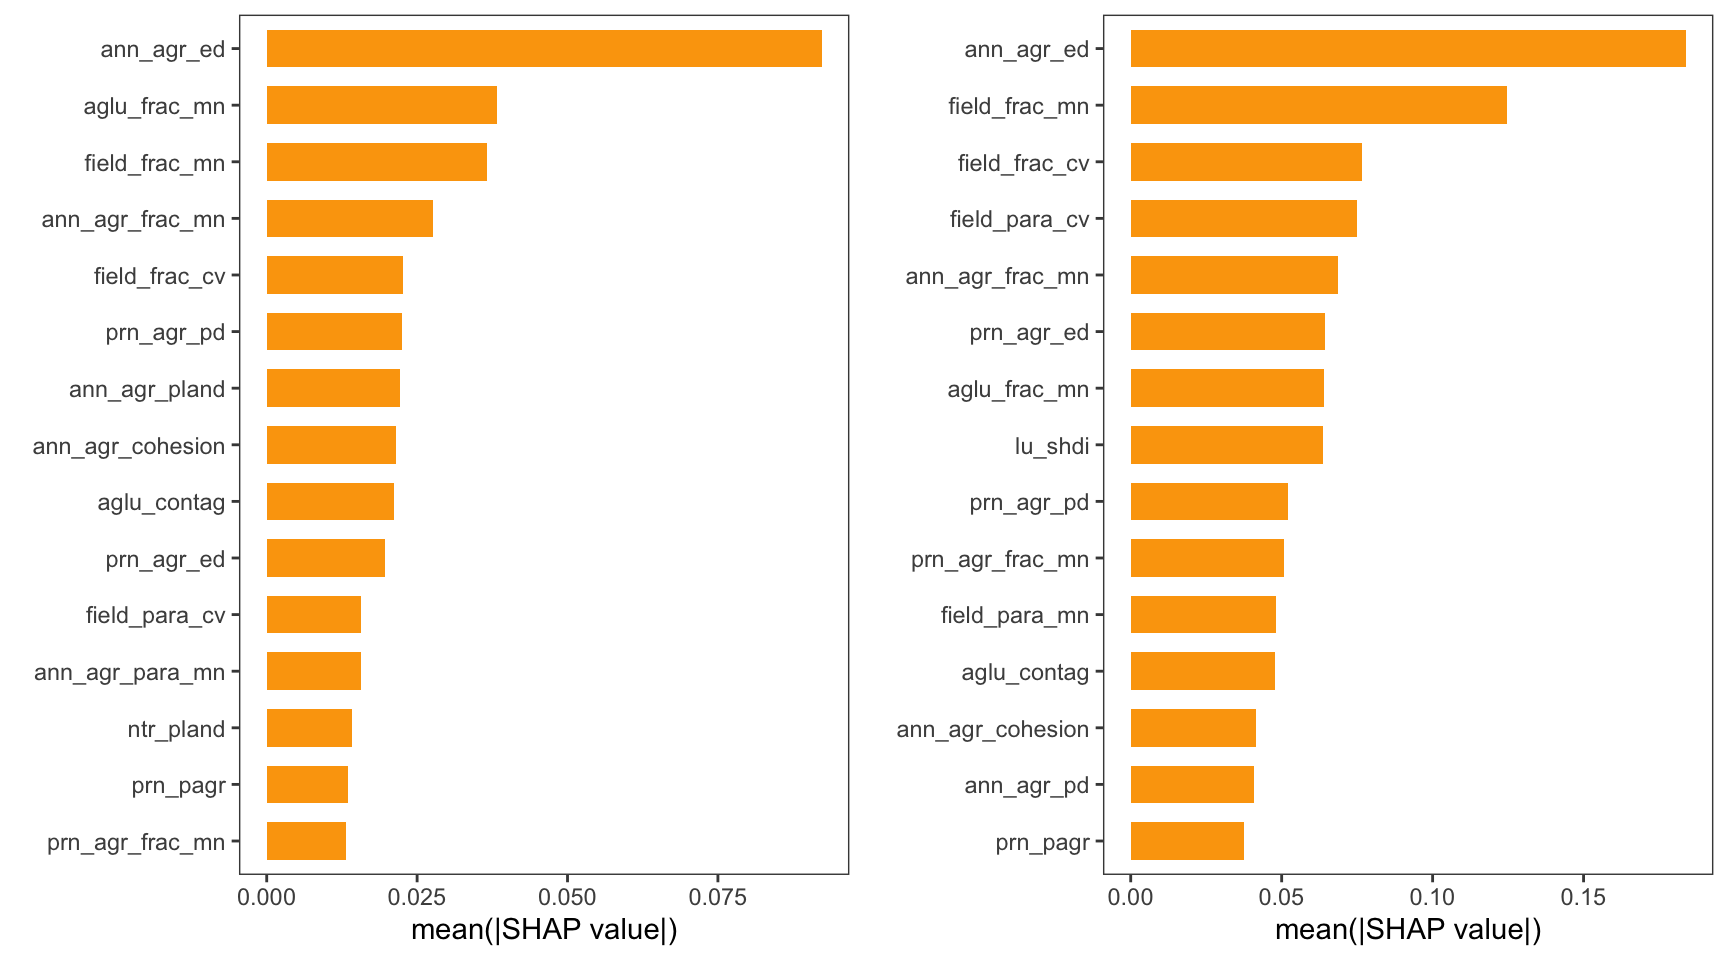 ann_agr_ed
aglu_frac_mn
field_frac_mn
ann_agr_frac_mn
field_frac_cv
prn_agr_pd
ann_agr_pland
ann_agr_cohesion
aglu_contag
prn_agr_ed
field_para_cv
ann_agr_para_mn
ntr_pland
prn_pagr
prn_agr_frac_mn
0.000 0.025 0.050 0.075
mean(|SHAP value|)
ann_agr_ed
field_frac_mn
field_frac_cv
field_para_cv
ann_agr_frac_mn
prn_agr_ed
aglu_frac_mn
lu_shdi
prn_agr_pd
prn_agr_frac_mn
field_para_mn
aglu_contag
ann_agr_cohesion
ann_agr_pd
prn_pagr
0.00 0.05 0.10 0.15
mean(|SHAP value|)